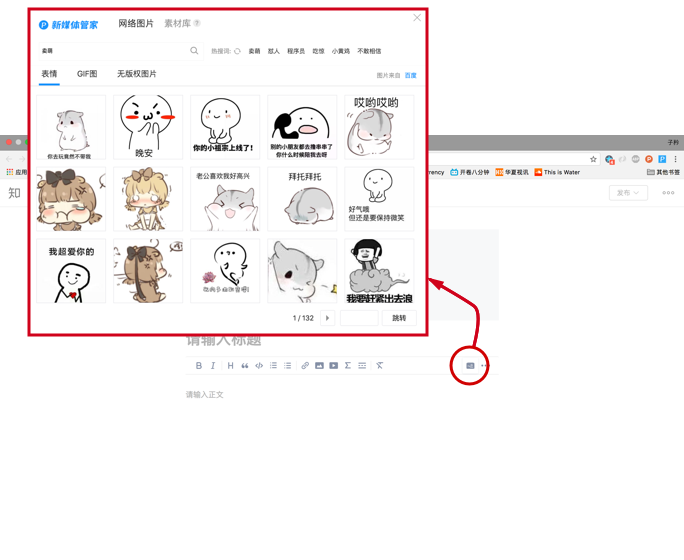 新媒体管家
网络图片 素材库
卖萌
热搜词: 卖萌 怼人 程序员 吃惊 小黄鸡 不敢相信
表情 GIF图 无版权图片
图片来自 百度
你去玩竟然不带我
晚安
你的小祖宗上线了!
别的小朋友都去撸串串了
你什么时候陪我去呀
哎哟哎哟
老公喜欢我好高兴
拜托拜托
好气哦
但还是要保持微笑
我超爱你的
我要赶紧出去浪
1 / 132 跳转
子衿
应用
rrency 开卷八分钟 华夏视讯 This is Water 其他书签
知 发布
请输入标题
B I H
请输入正文